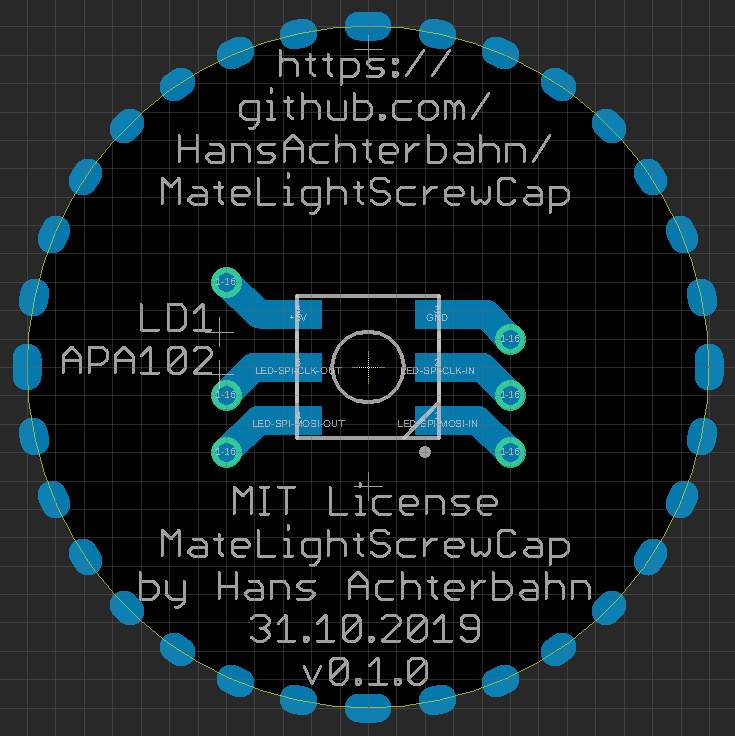 https://
github.com/
HansAchterbahn/
MateLightScrewCap
1-16
LD1
+5V
GND
3
1-16
APA102
LED-SPI-CLK-OUT
LED-SPI-CLK-IN
2
1-16
1-16
LED-SPI-MOSI-OUT
LED-SPI-MOSI-IN
1-16
1-16
MIT License
MateLightScrewCap
by Hans Achterbahn
31.10.2019
v0.1.0